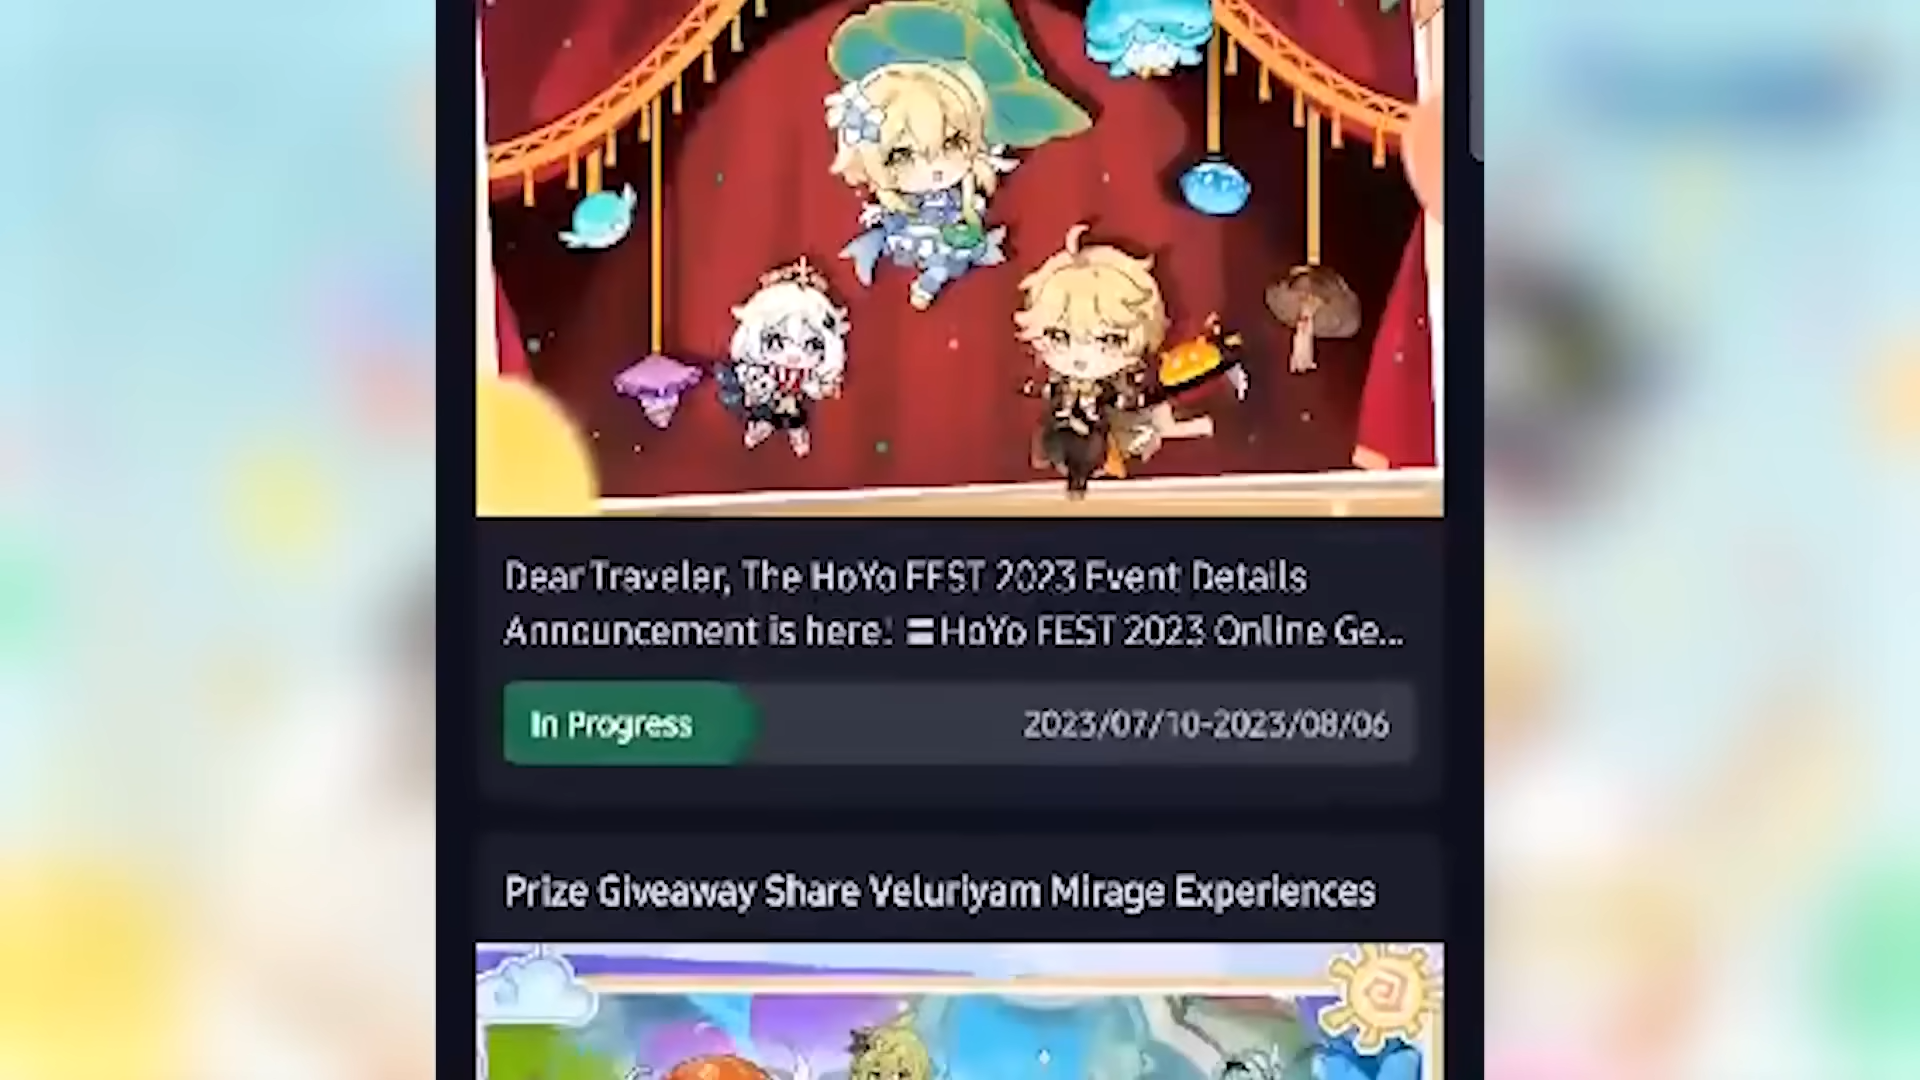 Dear Traveler, The HoYo FEST 2023 Event Details
Announcement is here! 〓HoYo FEST 2023 Online Ge...
In Progress
2023/07/10-2023/08/06
Prize Giveaway Share Veluriyam Mirage Experiences